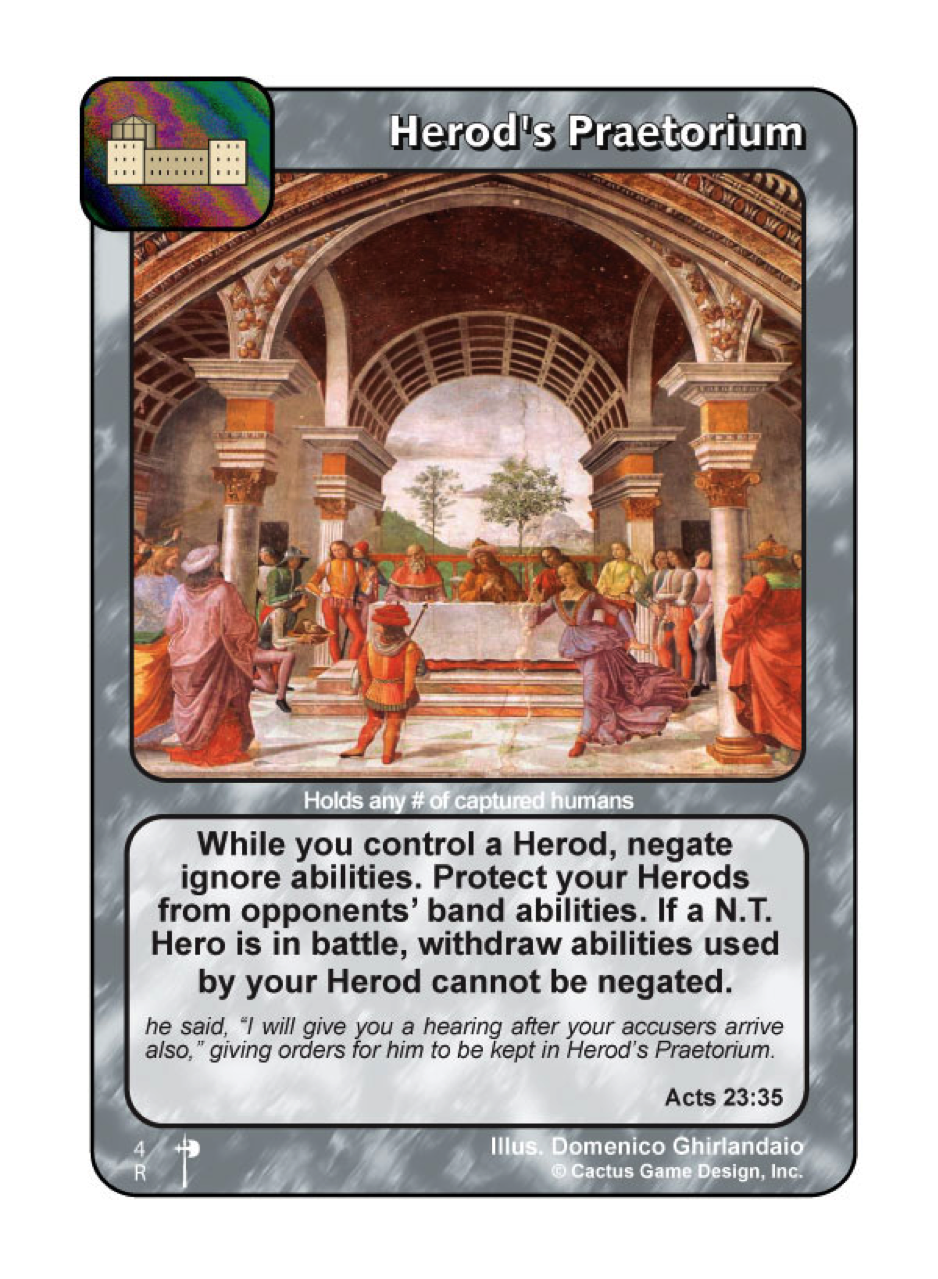 Herod's Praetorium
Holds any # of captured humans
While you control a Herod, negate
ignore abilities. Protect your Herods
from opponents’ band abilities. If a N.T.
Hero is in battle, withdraw abilities used
by your Herod cannot be negated.
he said, “I will give you a hearing after your accusers arrive
also,” giving orders for him to be kept in Herod’s Praetorium.
Acts 23:35
4
R
Illus. Domenico Ghirlandaio
© Cactus Game Design, Inc.